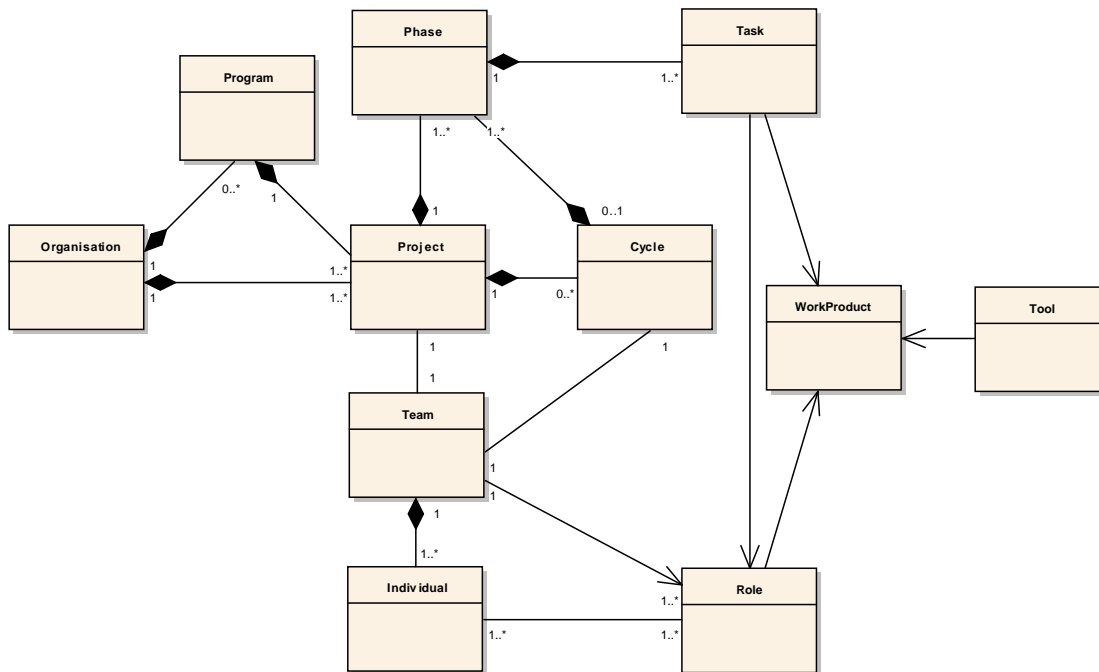 Phase
Task
Program
1
1..*
1..*
1..*
0..*
1
1
0..1
Organisation
Project
Cycle
1
1..*
1
1..*
1
0..*
WorkProduct
Tool
1
1
1
Team
1
1
1
1..*
Individual
Role
1..*
1..*
1..*